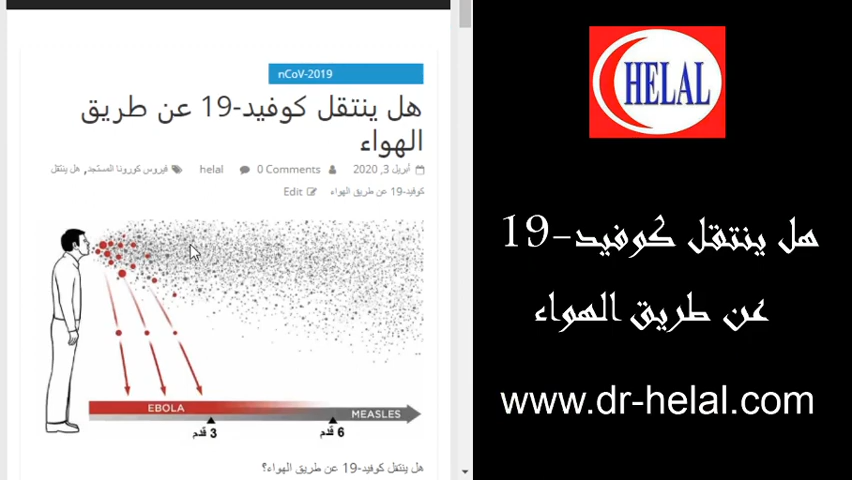 nCoV-2019
هل ينتقل كوفيد-19 عن طريق
الهواء
أبريل 3, 2020 helal 0 Comments فيروس كورونا المستجد, هل ينتقل
كوفيد-19 عن طريق الهواء Edit
EBOLA
MEASLES
3 قدم
6 قدم
هل ينتقل كوفيد-19 عن طريق الهواء؟
HELAL
هل ينتقل كوفيد-19
عن طريق الهواء
www.dr-helal.com